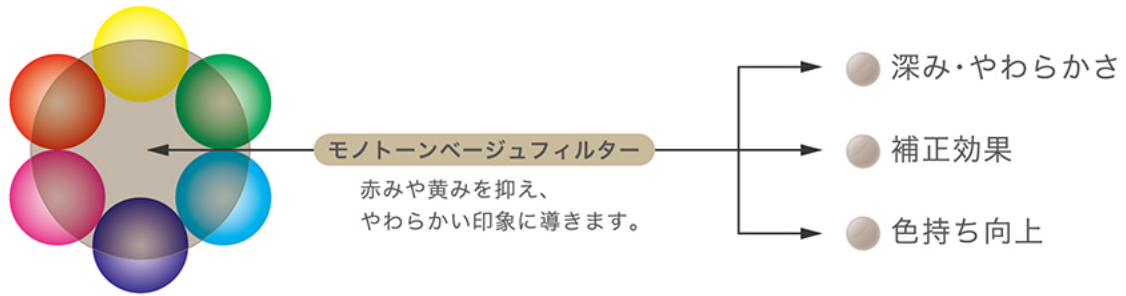 モノトーンベージュフィルター
赤みや黄みを抑え、
やわらかい印象に導きます。
深み・やわらかさ
補正効果
色持ち向上